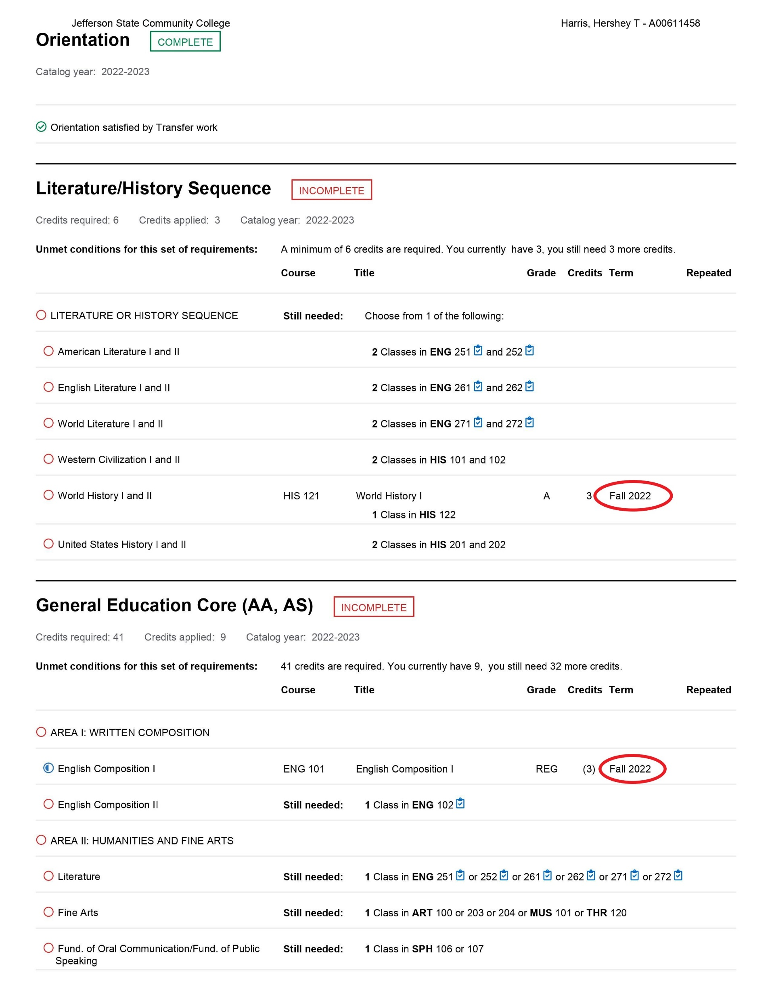 Jefferson State Community College Harris, Hershey T - A00611458
Orientation COMPLETE
Catalog year: 2022-2023
Orientation satisfied by Transfer work
Literature/History Sequence INCOMPLETE
Credits required: 6 Credits applied: 3 Catalog year: 2022-2023
Unmet conditions for this set of requirements: A minimum of 6 credits are required. You currently have 3, you still need 3 more credits.
Course Title Grade Credits Term Repeated
LITERATURE OR HISTORY SEQUENCE Still needed: Choose from 1 of the following:
American Literature I and II 2 Classes in ENG 251 and 252
English Literature I and II 2 Classes in ENG 261 and 262
World Literature I and II 2 Classes in ENG 271 and 272
Western Civilization I and II 2 Classes in HIS 101 and 102
World History I and II HIS 121 World History I A 3 Fall 2022
1 Class in HIS 122
United States History I and II 2 Classes in HIS 201 and 202
General Education Core (AA, AS) INCOMPLETE
Credits required: 41 Credits applied: 9 Catalog year: 2022-2023
Unmet conditions for this set of requirements: 41 credits are required. You currently have 9, you still need 32 more credits.
Course Title Grade Credits Term Repeated
AREA I: WRITTEN COMPOSITION
English Composition I ENG 101 English Composition I REG (3) Fall 2022
English Composition II Still needed: 1 Class in ENG 102
AREA II: HUMANITIES AND FINE ARTS
Literature Still needed: 1 Class in ENG 251 or 252 or 261 or 262 or 271 or 272
Fine Arts Still needed: 1 Class in ART 100 or 203 or 204 or MUS 101 or THR 120
Fund. of Oral Communication/Fund. of Public Still needed: 1 Class in SPH 106 or 107
Speaking